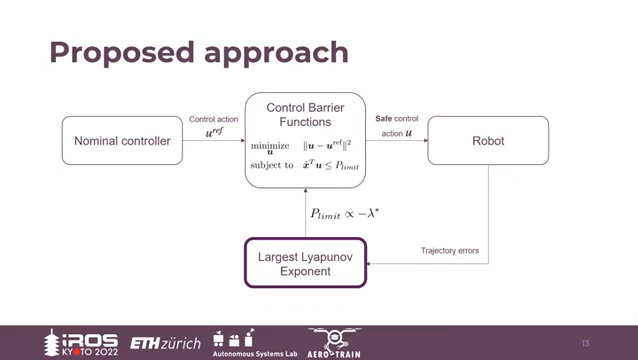 Proposed approach
Nominal controller
Control action
u^ref
Control Barrier
Functions
minimize ‖u − u^ref‖²
u
subject to ẋᵀu ≤ P_limit
Safe control
action u
Robot
P_limit ∝ −λ*
Largest Lyapunov
Exponent
Trajectory errors
iROS
KYOTO 2022
ETH zürich
Autonomous Systems Lab
AERO-TRAIN
13